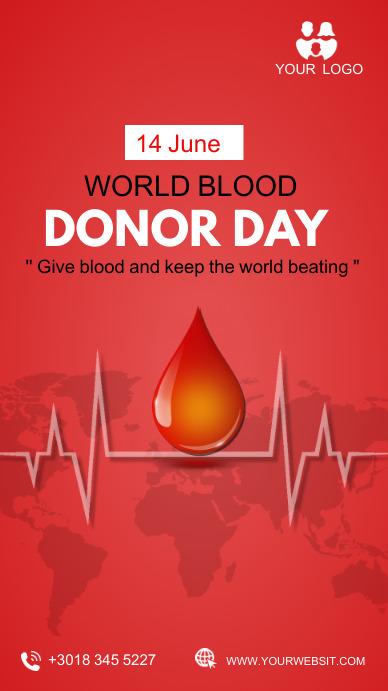 YOUR LOGO
14 June
WORLD BLOOD
DONOR DAY
" Give blood and keep the world beating "
+3018 345 5227
WWW.YOURWEBSIT.COM